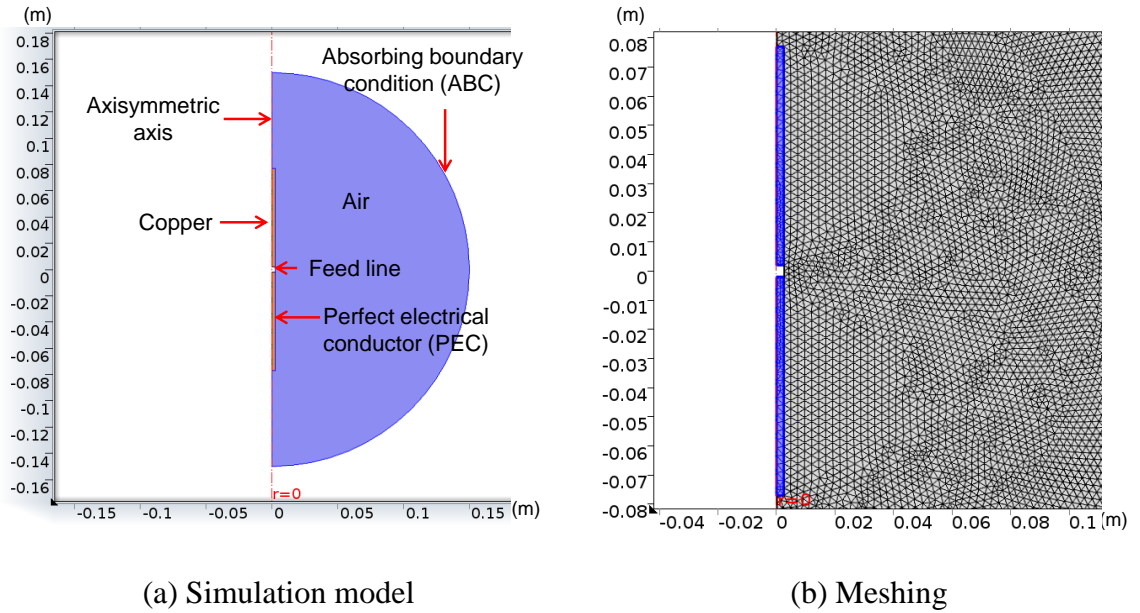 (m)
0.18
0.16
0.14
0.12
0.1
0.08
0.06
0.04
0.02
0
-0.02
-0.04
-0.06
-0.08
-0.1
-0.12
-0.14
-0.16
Absorbing boundary
condition (ABC)
Axisymmetric
axis
Air
Copper
Feed line
Perfect electrical
conductor (PEC)
r=0
-0.15 -0.1 -0.05 0 0.05 0.1 0.15 (m)
(a) Simulation model
(m)
0.08
0.07
0.06
0.05
0.04
0.03
0.02
0.01
0
-0.01
-0.02
-0.03
-0.04
-0.05
-0.06
-0.07
-0.08
r=0
-0.04 -0.02 0 0.02 0.04 0.06 0.08 0.1 (m)
(b) Meshing